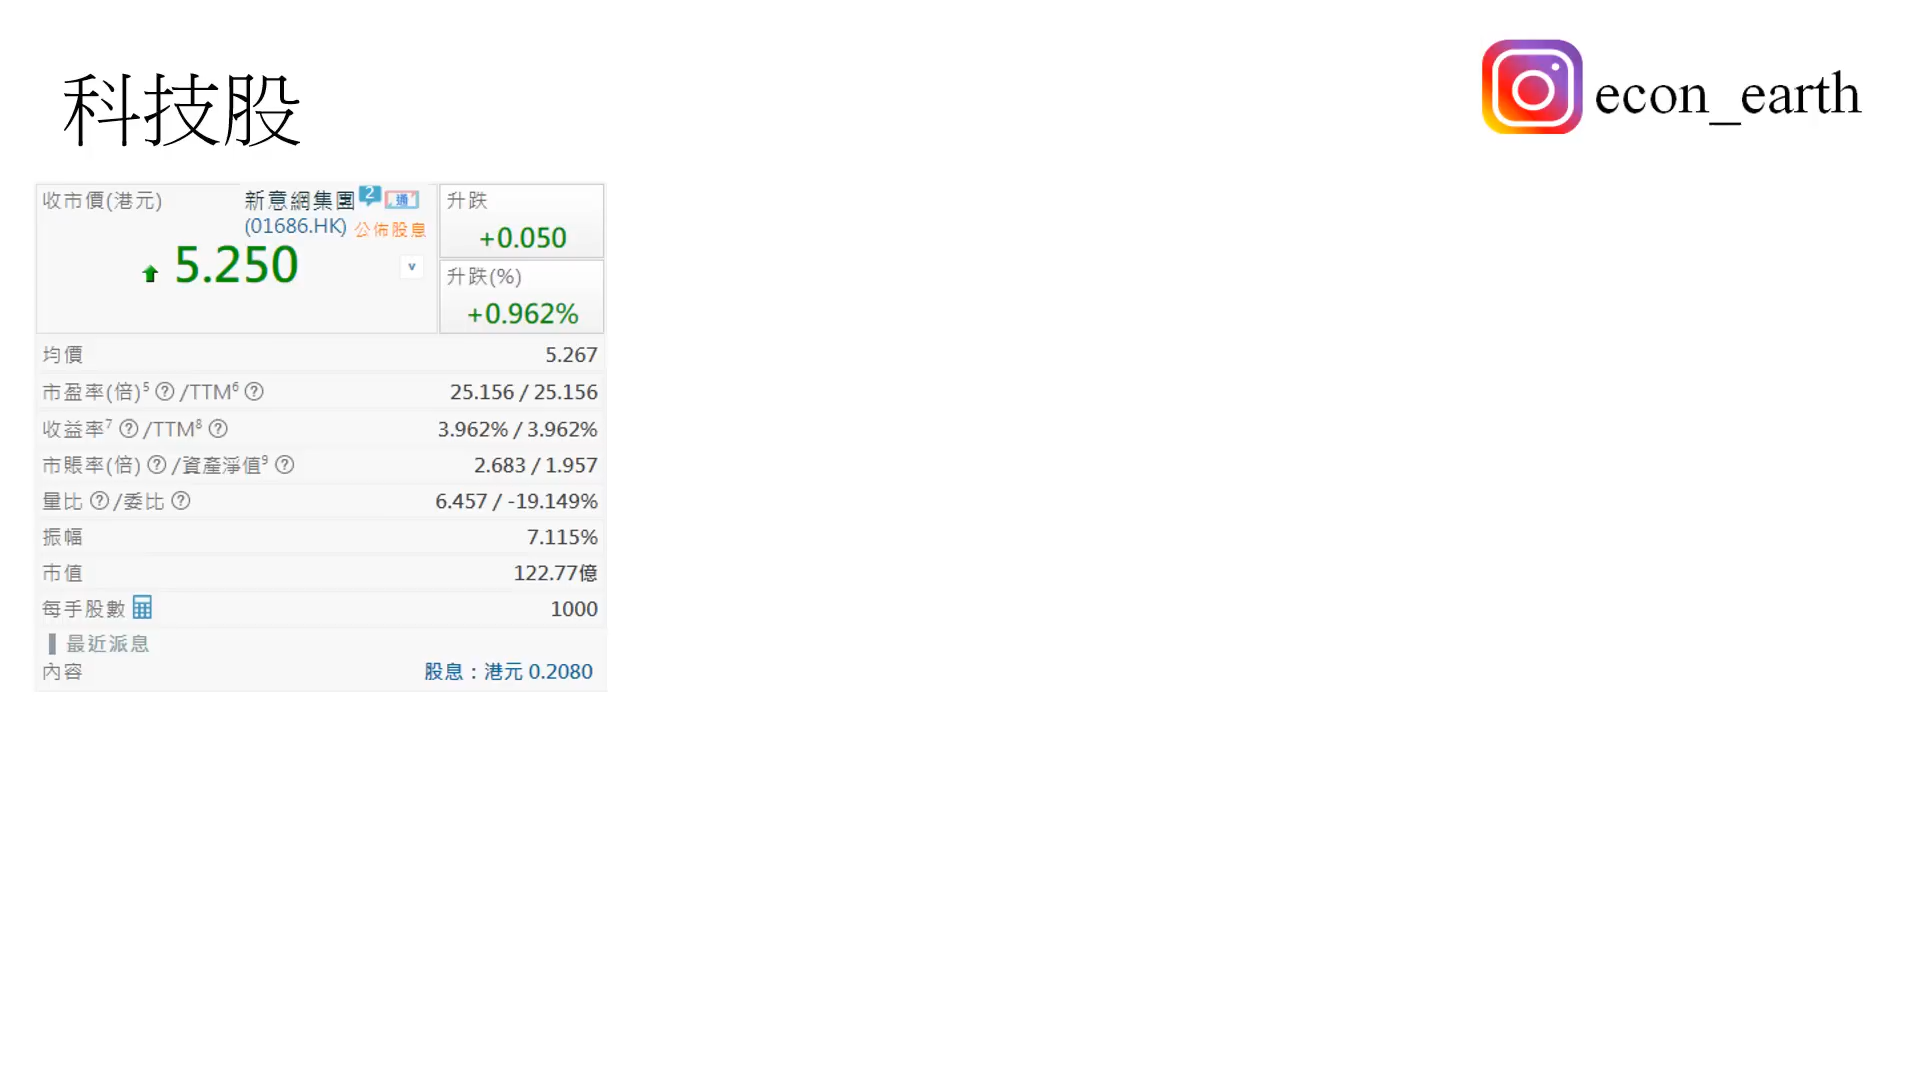 科技股
econ_earth
收市價(港元)
新意網集團 2 通
(01686.HK) 公佈股息
5.250
升跌
+0.050
升跌(%)
+0.962%
均價 5.267
市盈率(倍)5 ? /TTM6 ? 25.156 / 25.156
收益率7 ? /TTM8 ? 3.962% / 3.962%
市賬率(倍) ? /資產淨值9 ? 2.683 / 1.957
量比 ? /委比 ? 6.457 / -19.149%
振幅 7.115%
市值 122.77億
每手股數 1000
最近派息
內容 股息：港元 0.2080